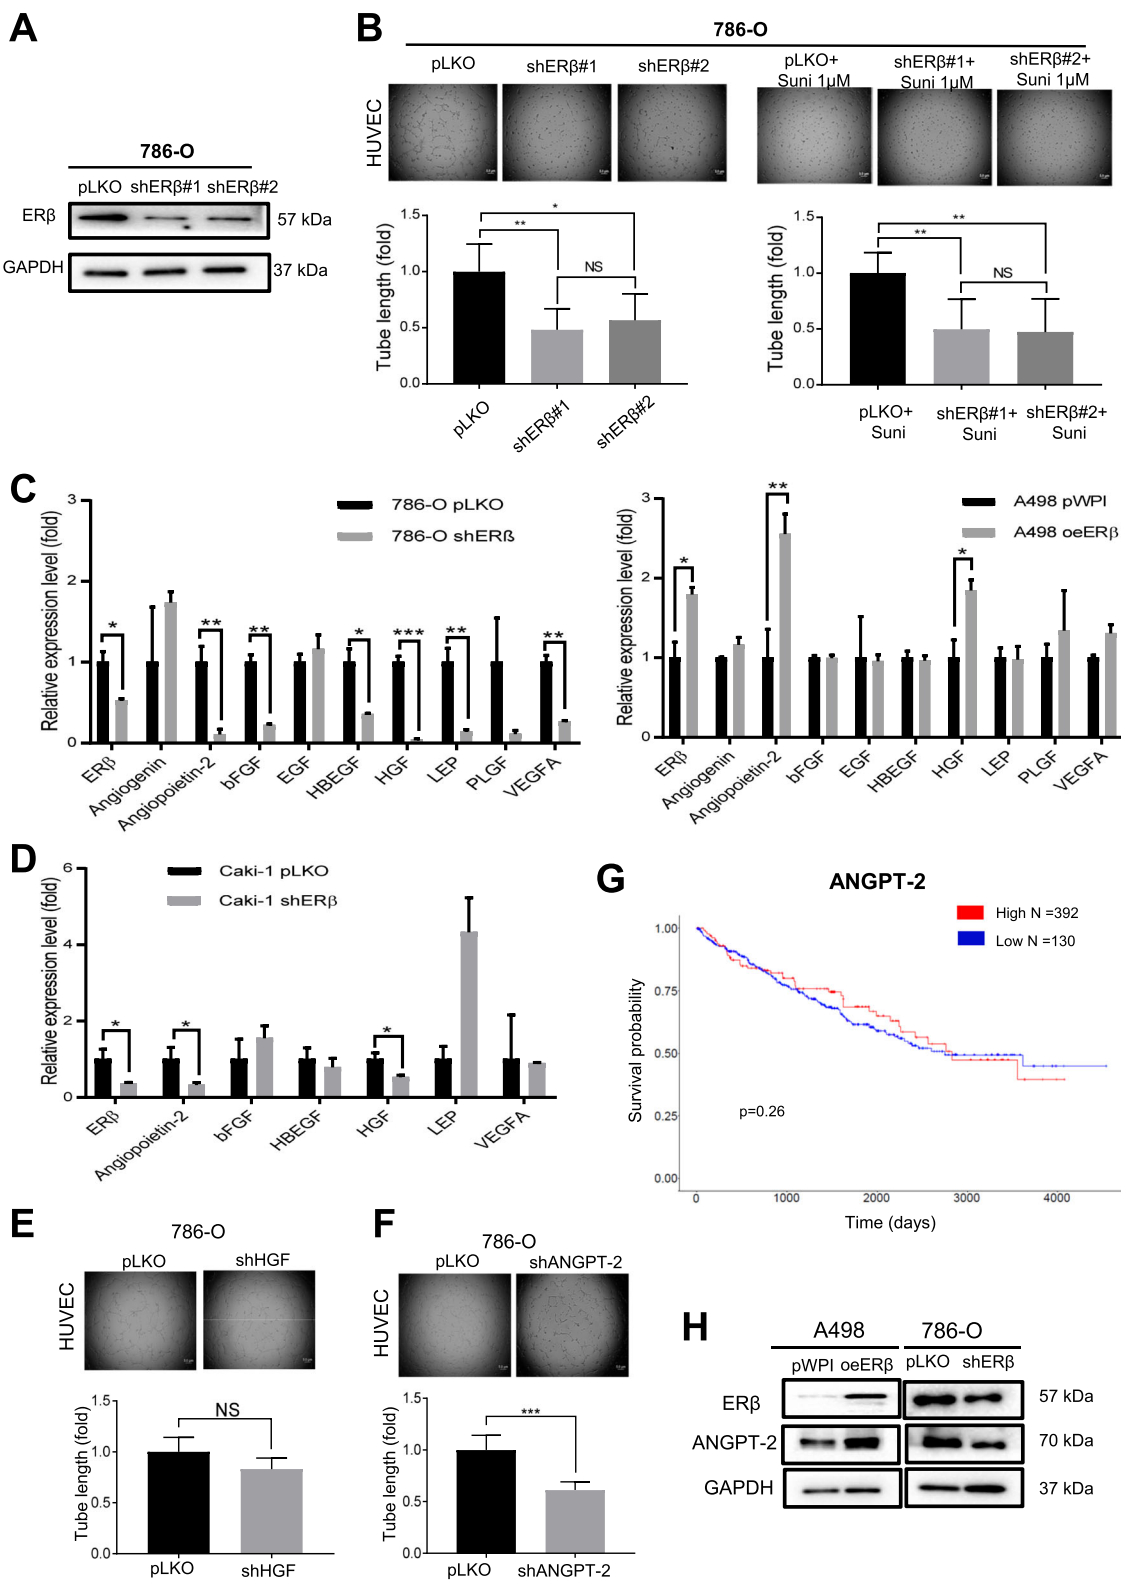 A
786-O
pLKO shERβ#1 shERβ#2
ERβ
57 kDa
GAPDH
37 kDa
B
786-O
pLKO
shERβ#1
shERβ#2
pLKO+
Suni 1µM
shERβ#1+
Suni 1µM
shERβ#2+
Suni 1µM
HUVEC
Tube length (fold)
1.5
1.0
0.5
0.0
*
**
NS
pLKO
shERβ#1
shERβ#2
Tube length (fold)
1.5
1.0
0.5
0.0
**
**
NS
pLKO+
Suni
shERβ#1+
Suni
shERβ#2+
Suni
C
Relative expression level (fold)
3
2
1
0
786-O pLKO
786-O shERß
*
**
**
*
***
**
**
ERβ
Angiogenin
Angiopoietin-2
bFGF
EGF
HBEGF
HGF
LEP
PLGF
VEGFA
Relative expression level (fold)
3
2
1
0
A498 pWPI
A498 oeERβ
*
**
*
ERβ
Angiogenin
Angiopoietin-2
bFGF
EGF
HBEGF
HGF
LEP
PLGF
VEGFA
D
Relative expression level (fold)
6
4
2
0
Caki-1 pLKO
Caki-1 shERβ
*
*
*
ERβ
Angiopoietin-2
bFGF
HBEGF
HGF
LEP
VEGFA
G
ANGPT-2
High N =392
Low N =130
Survival probability
1.00
0.75
0.50
0.25
0.00
p=0.26
0
1000
2000
3000
4000
Time (days)
E
786-O
pLKO
shHGF
HUVEC
Tube length (fold)
1.5
1.0
0.5
0.0
NS
pLKO
shHGF
F
786-O
pLKO
shANGPT-2
HUVEC
Tube length (fold)
1.5
1.0
0.5
0.0
***
pLKO
shANGPT-2
H
A498
786-O
pWPI oeERβ
pLKO shERβ
ERβ
57 kDa
ANGPT-2
70 kDa
GAPDH
37 kDa